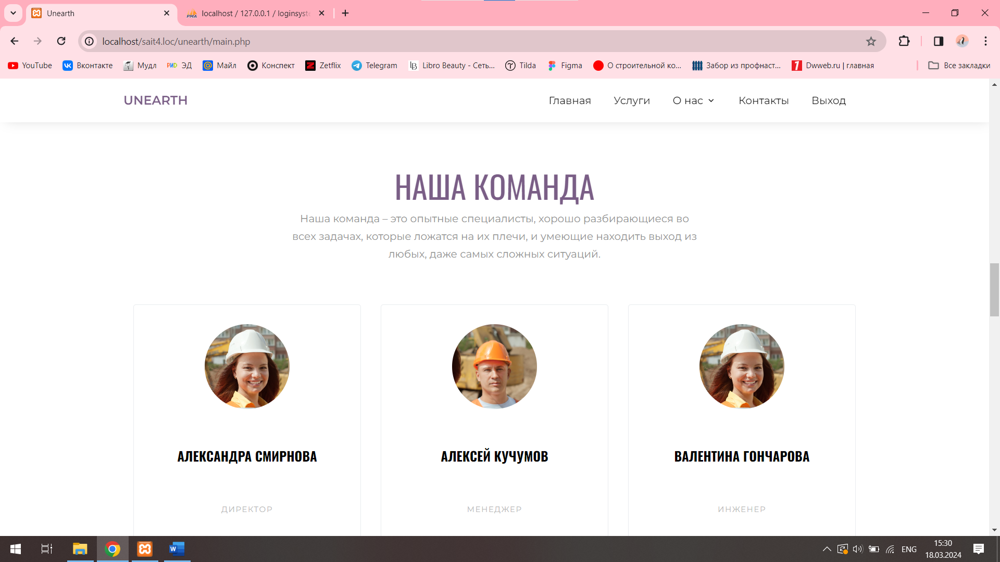 Unearth
localhost / 127.0.0.1 / loginsyste
localhost/sait4.loc/unearth/main.php
YouTube
Вконтакте
Мудл
ЭД
Майл
Конспект
Zetflix
Telegram
Libro Beauty - Сеть...
Tilda
Figma
О строительной ко...
Забор из профнаст...
Dwweb.ru | главная
Все закладки
UNEARTH
Главная
Услуги
О нас
Контакты
Выход
НАША КОМАНДА
Наша команда – это опытные специалисты, хорошо разбирающиеся во
всех задачах, которые ложатся на их плечи, и умеющие находить выход из
любых, даже самых сложных ситуаций.
АЛЕКСАНДРА СМИРНОВА
АЛЕКСЕЙ КУЧУМОВ
ВАЛЕНТИНА ГОНЧАРОВА
ДИРЕКТОР
МЕНЕДЖЕР
ИНЖЕНЕР
ENG
15:30
18.03.2024